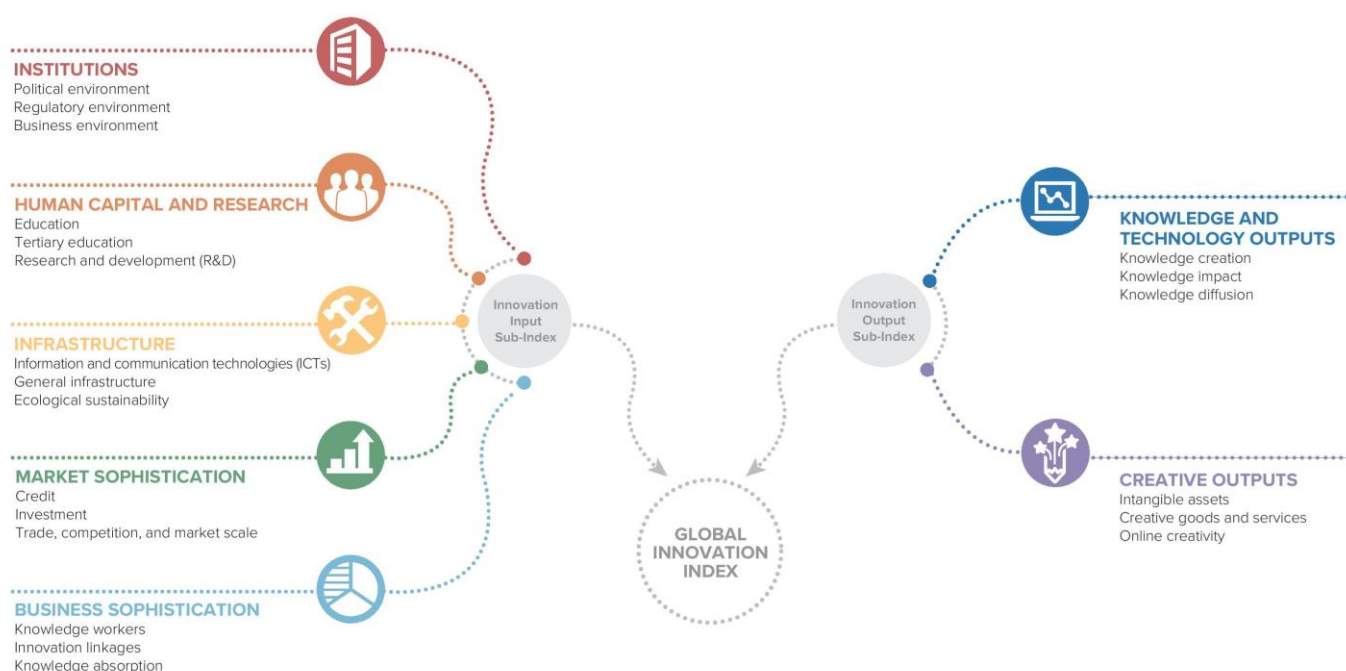 INSTITUTIONS
Political environment
Regulatory environment
Business environment
HUMAN CAPITAL AND RESEARCH
Education
Tertiary education
Research and development (R&D)
INFRASTRUCTURE
Information and communication technologies (ICTs)
General infrastructure
Ecological sustainability
MARKET SOPHISTICATION
Credit
Investment
Trade, competition, and market scale
BUSINESS SOPHISTICATION
Knowledge workers
Innovation linkages
Knowledge absorption
Innovation
Input
Sub-Index
GLOBAL
INNOVATION
INDEX
Innovation
Output
Sub-Index
KNOWLEDGE AND
TECHNOLOGY OUTPUTS
Knowledge creation
Knowledge impact
Knowledge diffusion
CREATIVE OUTPUTS
Intangible assets
Creative goods and services
Online creativity